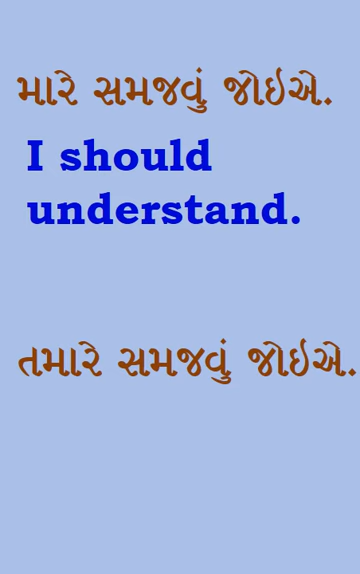 મારે સમજવું જોઇએ.
I should
understand.
તમારે સમજવું જોઇએ.